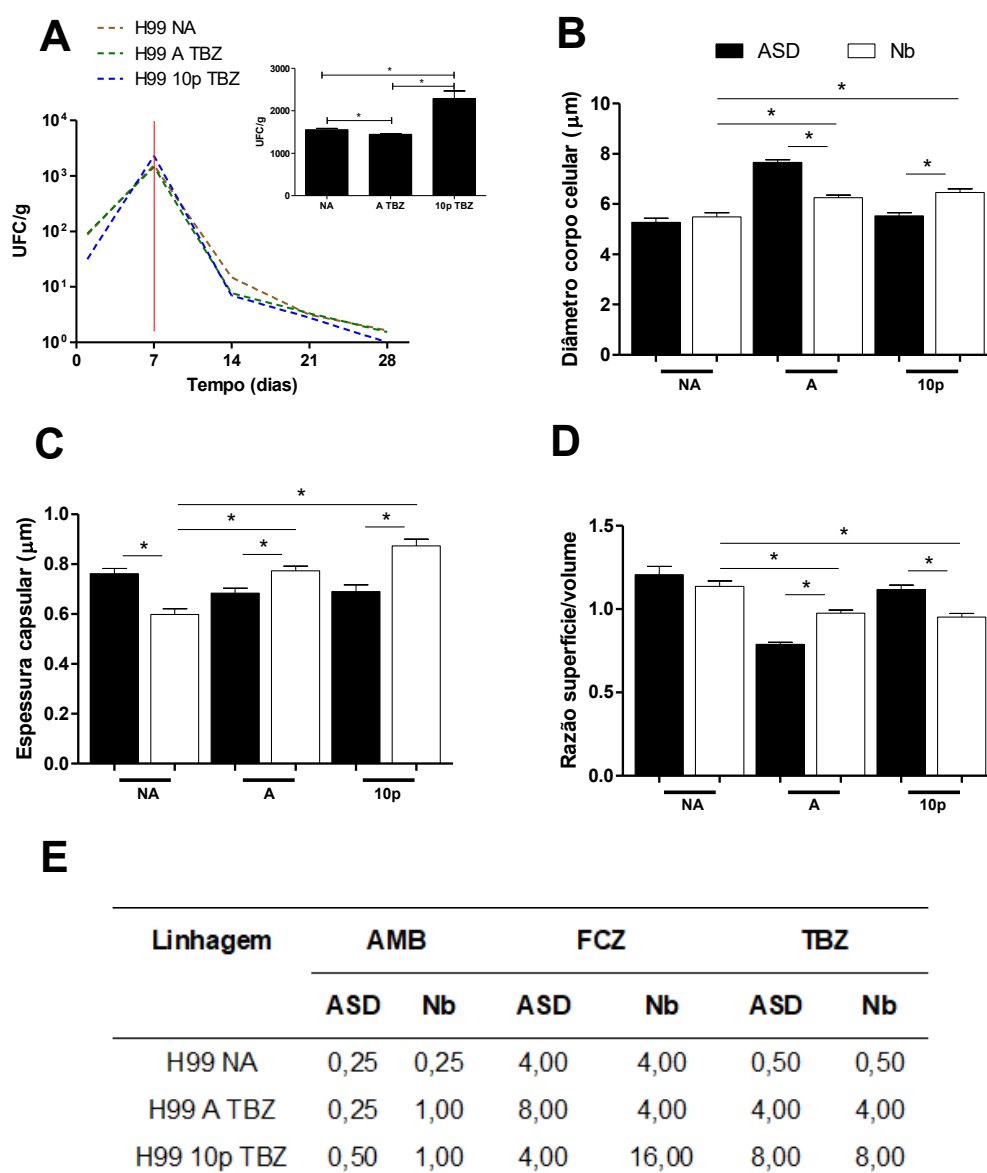 A
H99 NA
H99 A TBZ
H99 10p TBZ
UFC/g
10⁴
10³
10²
10¹
10⁰
0 7 14 21 28
Tempo (dias)
UFC/g
3000
2000
1000
0
* * *
NA A TBZ 10p TBZ
B
ASD Nb
Diâmetro corpo celular (µm)
10
8
6
4
2
0
* * * *
NA A 10p
C
Espessura capsular (µm)
1.0
0.8
0.6
0.4
0.2
0.0
* * * * *
NA A 10p
D
Razão superfície/volume
1.5
1.0
0.5
0.0
* * * *
NA A 10p
E
Linhagem AMB FCZ TBZ
ASD Nb ASD Nb ASD Nb
H99 NA 0,25 0,25 4,00 4,00 0,50 0,50
H99 A TBZ 0,25 1,00 8,00 4,00 4,00 4,00
H99 10p TBZ 0,50 1,00 4,00 16,00 8,00 8,00